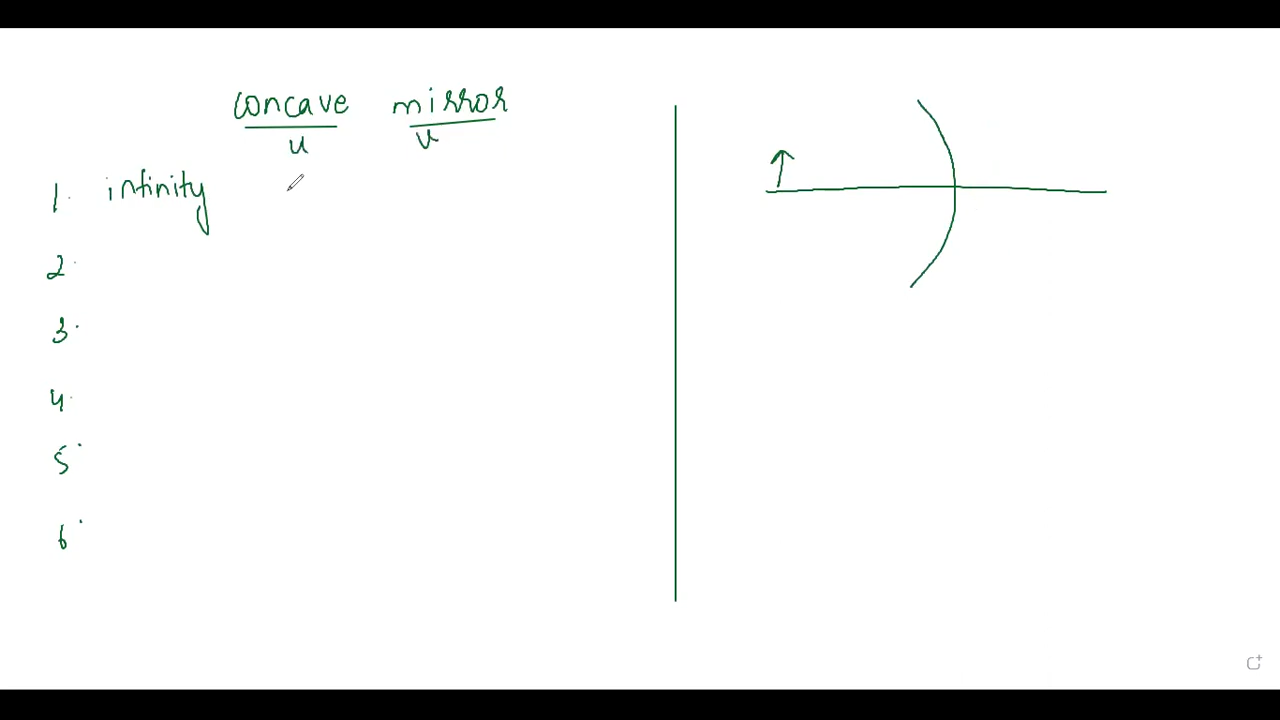 concave mirror
u v
1. infinity
2.
3.
4.
5.
6.